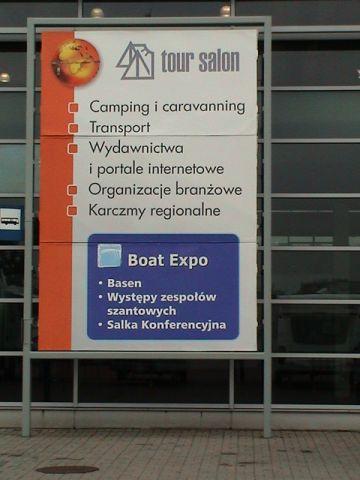 tour salon
Camping i caravanning
Transport
Wydawnictwa
i portale internetowe
Organizacje branżowe
Karczmy regionalne
Boat Expo
• Basen
• Występy zespołów
szantowych
• Salka Konferencyjna